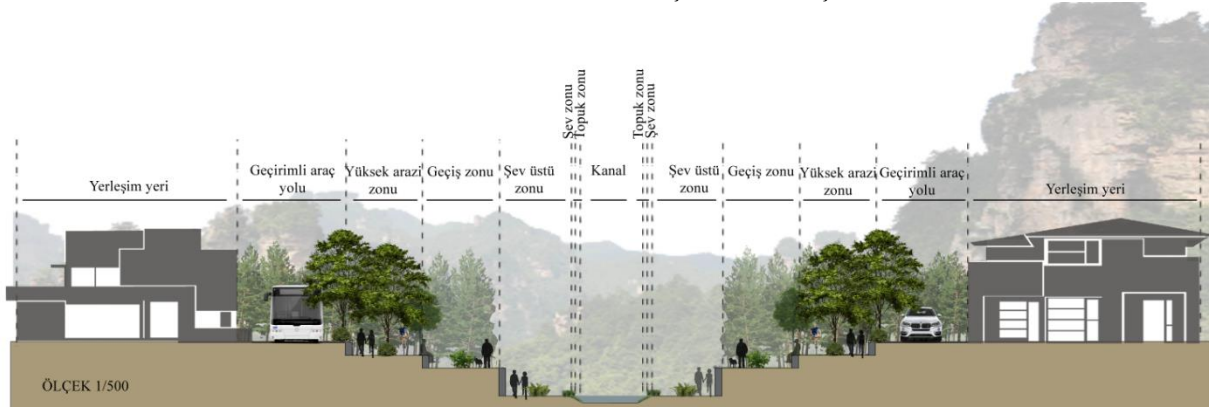 Şev zonu
Topuk zonu
Topuk zonu
Şev zonu
Yerleşim yeri
Geçirimli araç
yolu
Yüksek arazi
zonu
Geçiş zonu
Şev üstü
zonu
Kanal
Şev üstü
zonu
Geçiş zonu
Yüksek arazi
zonu
Geçirimli araç
yolu
Yerleşim yeri
ÖLÇEK 1/500